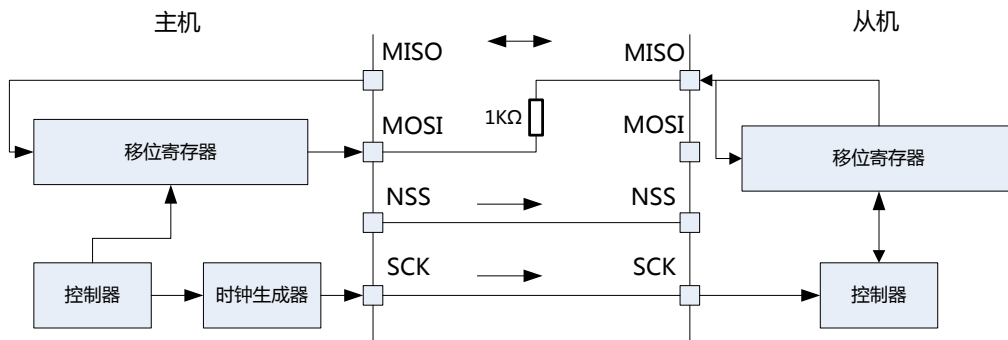 主机
从机
MISO
MISO
MOSI
1KΩ
MOSI
移位寄存器
移位寄存器
NSS
NSS
SCK
SCK
控制器
时钟生成器
控制器